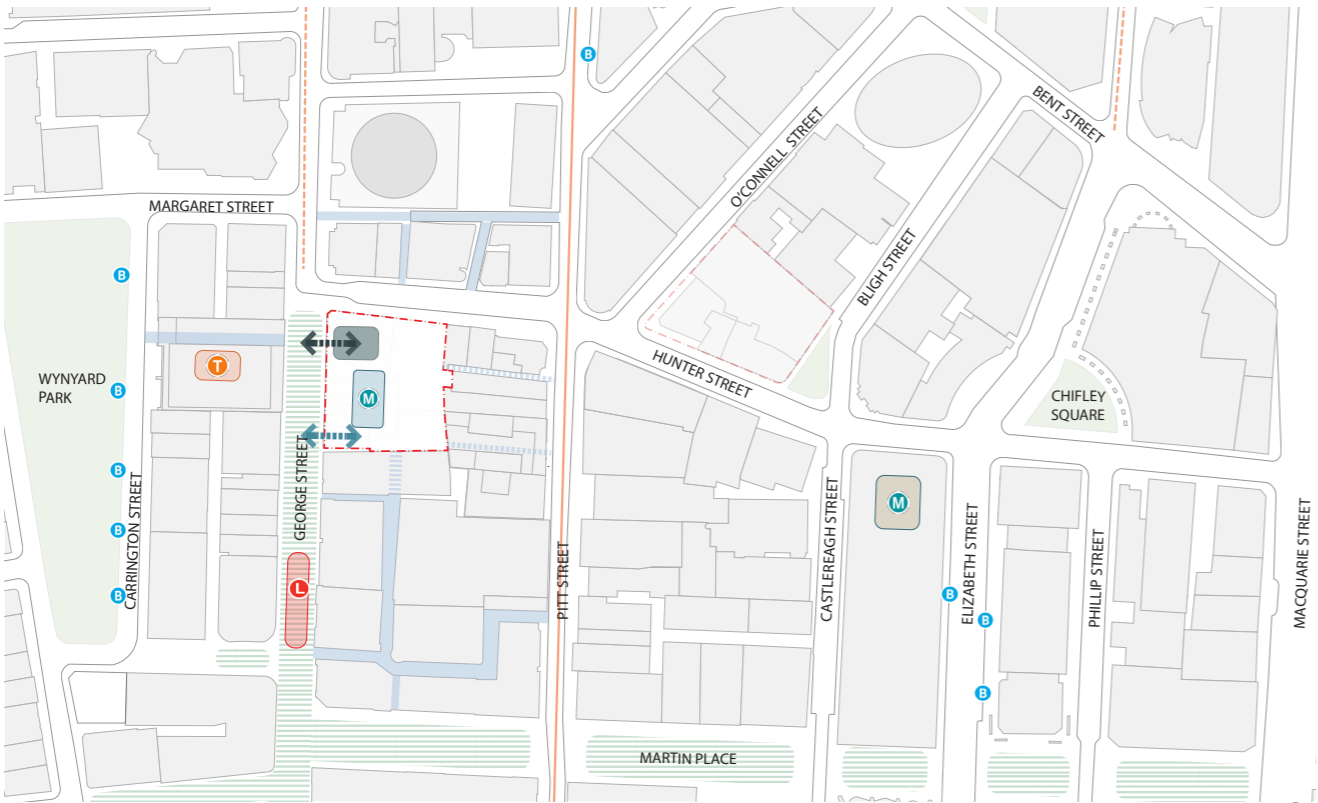 B
BENT STREET
O'CONNELL STREET
MARGARET STREET
B
BLIGH STREET
HUNTER STREET
T
WYNYARD
PARK
B
M
CHIFLEY
SQUARE
GEORGE STREET
B
M
CARRINGTON STREET
B
L
B
PITT STREET
CASTLEREAGH STREET
ELIZABETH STREET
B
B
PHILLIP STREET
MACQUARIE STREET
B
MARTIN PLACE